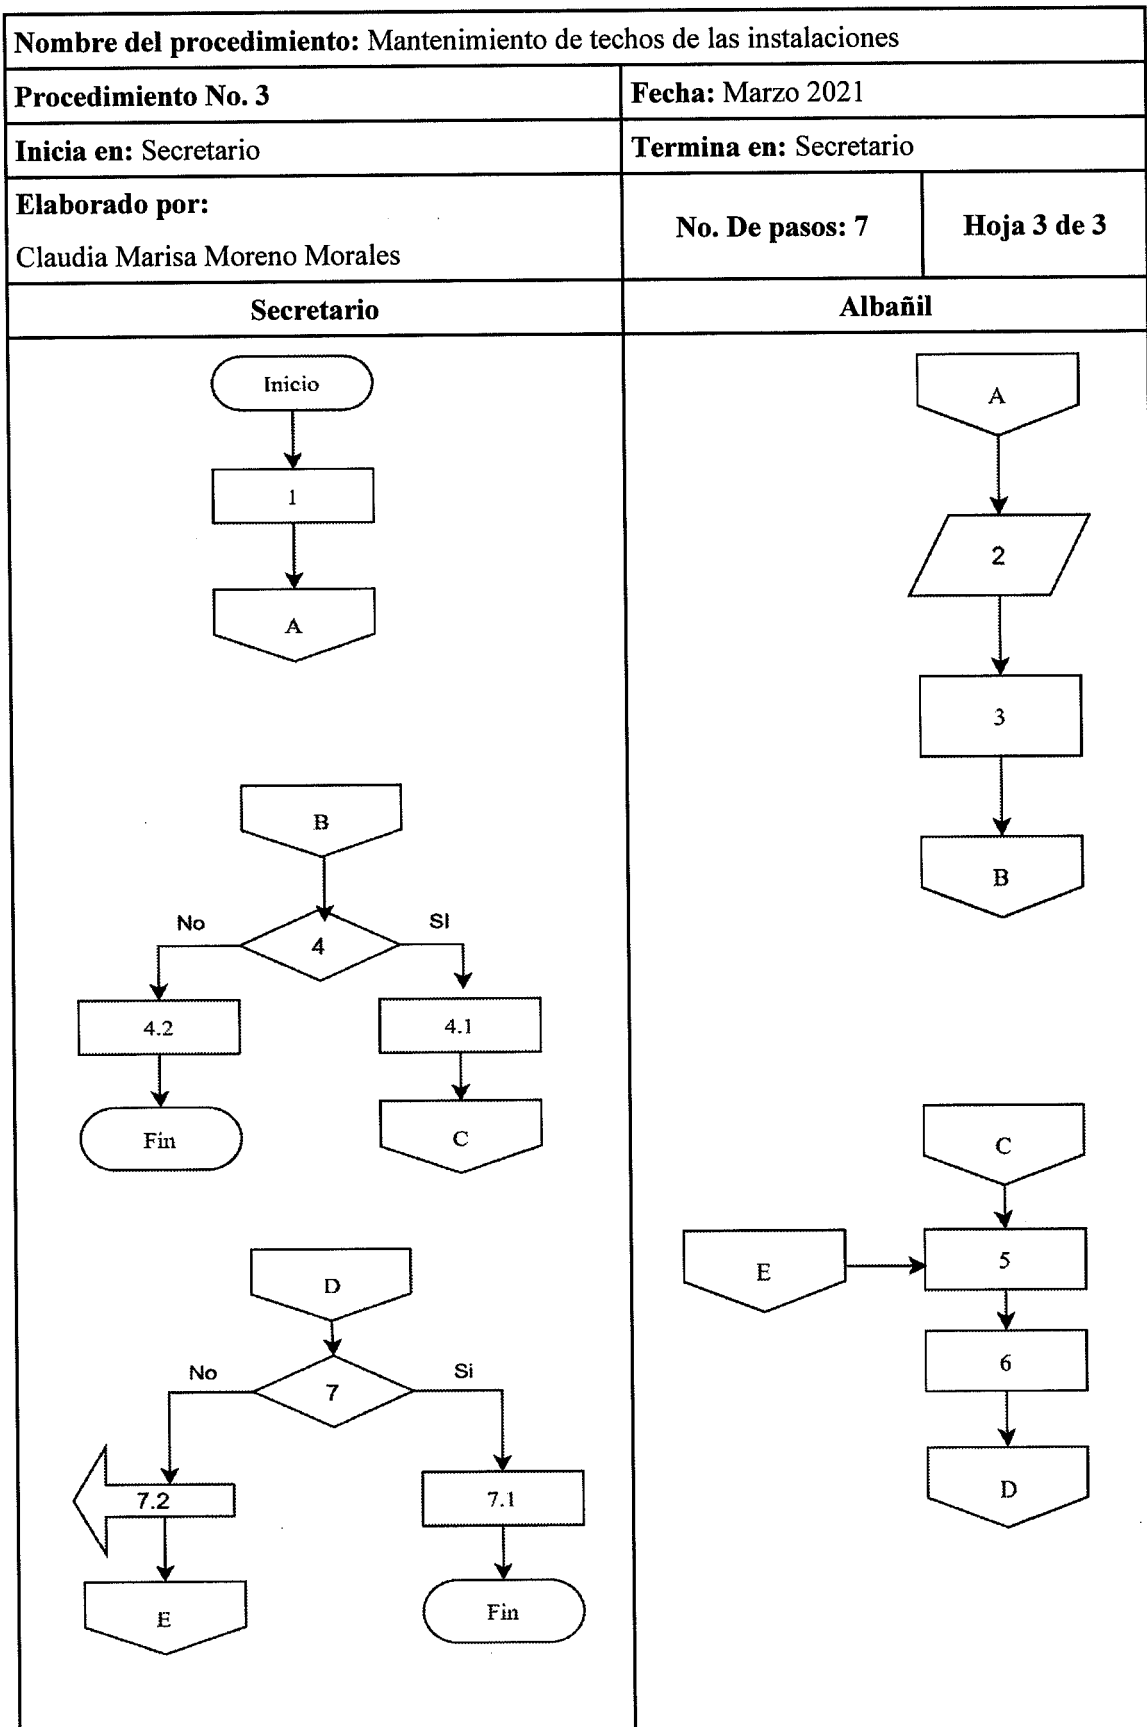 Nombre del procedimiento: Mantenimiento de techos de las instalaciones
Procedimiento No. 3
Fecha: Marzo 2021
Inicia en: Secretario
Termina en: Secretario
Elaborado por:
Claudia Marisa Moreno Morales
No. De pasos: 7
Hoja 3 de 3
Secretario
Albañil
Inicio
1
A
B
4
No
SI
4.2
4.1
Fin
C
D
7
No
Si
7.2
7.1
E
Fin
A
2
3
B
C
E
5
6
D